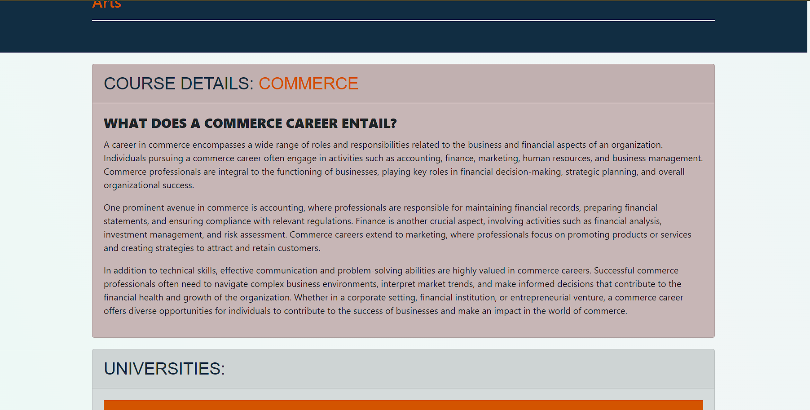 Arts
COURSE DETAILS: COMMERCE
WHAT DOES A COMMERCE CAREER ENTAIL?
A career in commerce encompasses a wide range of roles and responsibilities related to the business and financial aspects of an organization.
Individuals pursuing a commerce career often engage in activities such as accounting, finance, marketing, human resources, and business management.
Commerce professionals are integral to the functioning of businesses, playing key roles in financial decision-making, strategic planning, and overall
organizational success.
One prominent avenue in commerce is accounting, where professionals are responsible for maintaining financial records, preparing financial
statements, and ensuring compliance with relevant regulations. Finance is another crucial aspect, involving activities such as financial analysis,
investment management, and risk assessment. Commerce careers extend to marketing, where professionals focus on promoting products or services
and creating strategies to attract and retain customers.
In addition to technical skills, effective communication and problem-solving abilities are highly valued in commerce careers. Successful commerce
professionals often need to navigate complex business environments, interpret market trends, and make informed decisions that contribute to the
financial health and growth of the organization. Whether in a corporate setting, financial institution, or entrepreneurial venture, a commerce career
offers diverse opportunities for individuals to contribute to the success of businesses and make an impact in the world of commerce.
UNIVERSITIES: